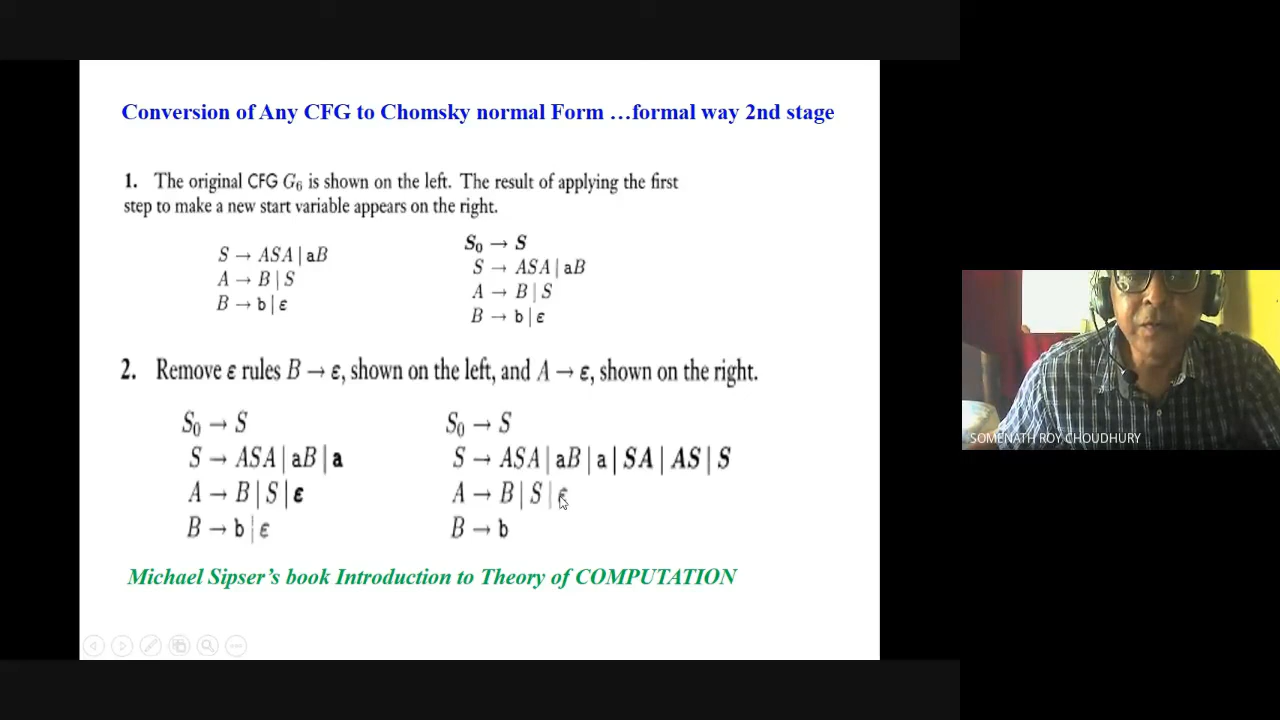 Conversion of Any CFG to Chomsky normal Form …formal way 2nd stage
1. The original CFG G₆ is shown on the left. The result of applying the first
step to make a new start variable appears on the right.
S → ASA | aB
A → B | S
B → b | ε
S₀ → S
S → ASA | aB
A → B | S
B → b | ε
2. Remove ε rules B → ε, shown on the left, and A → ε, shown on the right.
S₀ → S
S → ASA | aB | a
A → B | S | ε
B → b | ε
S₀ → S
S → ASA | aB | a | SA | AS | S
A → B | S | ε
B → b
Michael Sipser's book Introduction to Theory of COMPUTATION
SOMENATH ROY CHOUDHURY